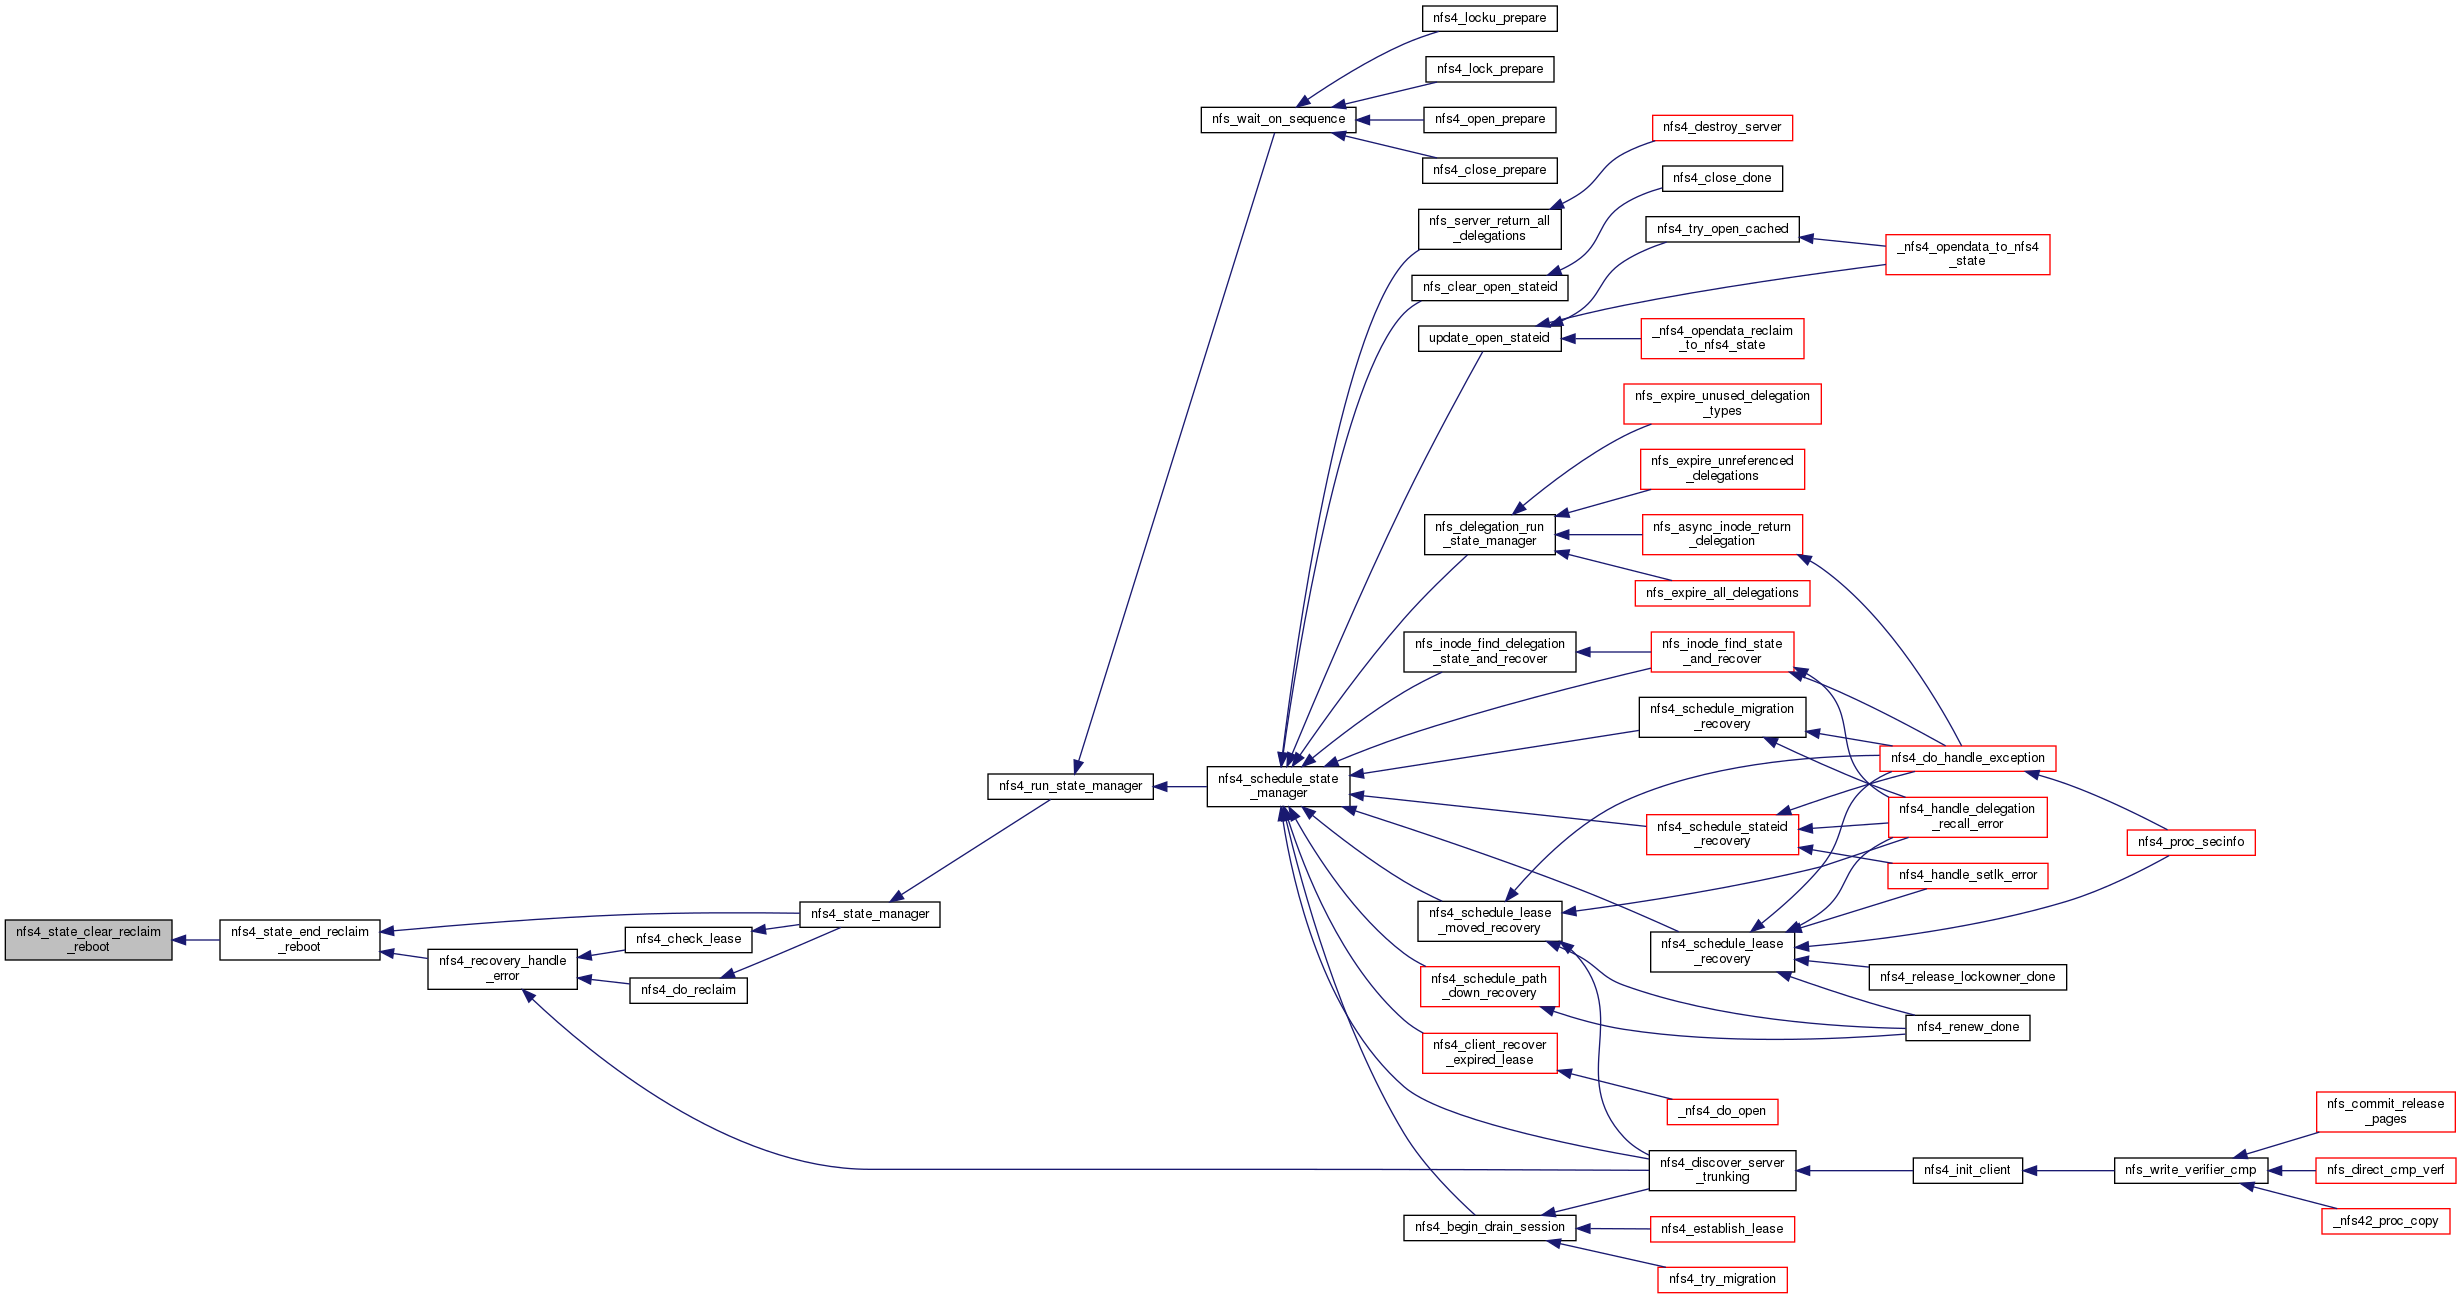 nfs4_state_clear_reclaim
_reboot
nfs4_state_end_reclaim
_reboot
nfs4_recovery_handle
_error
nfs4_check_lease
nfs4_do_reclaim
nfs4_state_manager
nfs4_run_state_manager
nfs_wait_on_sequence
nfs4_schedule_state
_manager
nfs4_locku_prepare
nfs4_lock_prepare
nfs4_open_prepare
nfs4_close_prepare
nfs_server_return_all
_delegations
nfs_clear_open_stateid
update_open_stateid
nfs_delegation_run
_state_manager
nfs_inode_find_delegation
_state_and_recover
nfs4_schedule_lease
_moved_recovery
nfs4_schedule_path
_down_recovery
nfs4_client_recover
_expired_lease
nfs4_begin_drain_session
nfs4_destroy_server
nfs4_close_done
nfs4_try_open_cached
_nfs4_opendata_reclaim
_to_nfs4_state
nfs_expire_unused_delegation
_types
nfs_expire_unreferenced
_delegations
nfs_async_inode_return
_delegation
nfs_expire_all_delegations
nfs_inode_find_state
_and_recover
nfs4_schedule_migration
_recovery
nfs4_schedule_stateid
_recovery
nfs4_schedule_lease
_recovery
_nfs4_do_open
nfs4_discover_server
_trunking
nfs4_establish_lease
nfs4_try_migration
_nfs4_opendata_to_nfs4
_state
nfs4_do_handle_exception
nfs4_handle_delegation
_recall_error
nfs4_handle_setlk_error
nfs4_release_lockowner_done
nfs4_renew_done
nfs4_init_client
nfs4_proc_secinfo
nfs_write_verifier_cmp
nfs_commit_release
_pages
nfs_direct_cmp_verf
_nfs42_proc_copy